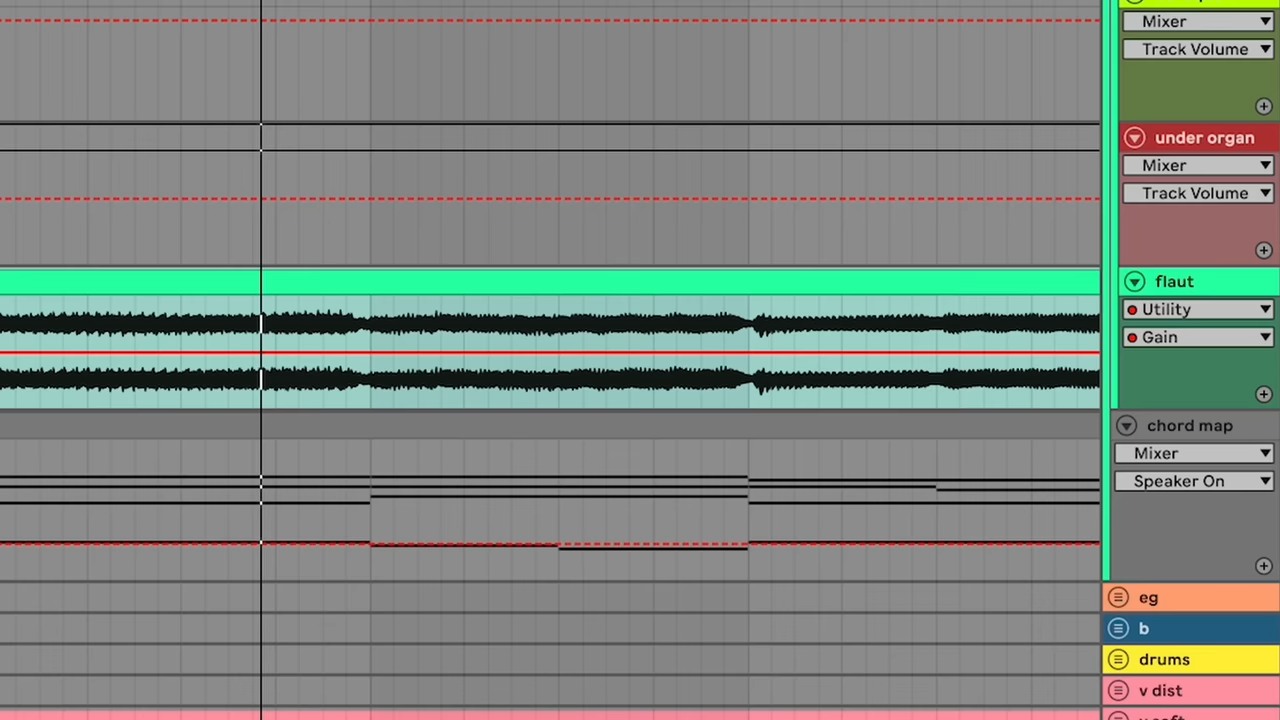 Mixer
Track Volume
under organ
Mixer
Track Volume
flaut
Utility
Gain
chord map
Mixer
Speaker On
eg
b
drums
v dist